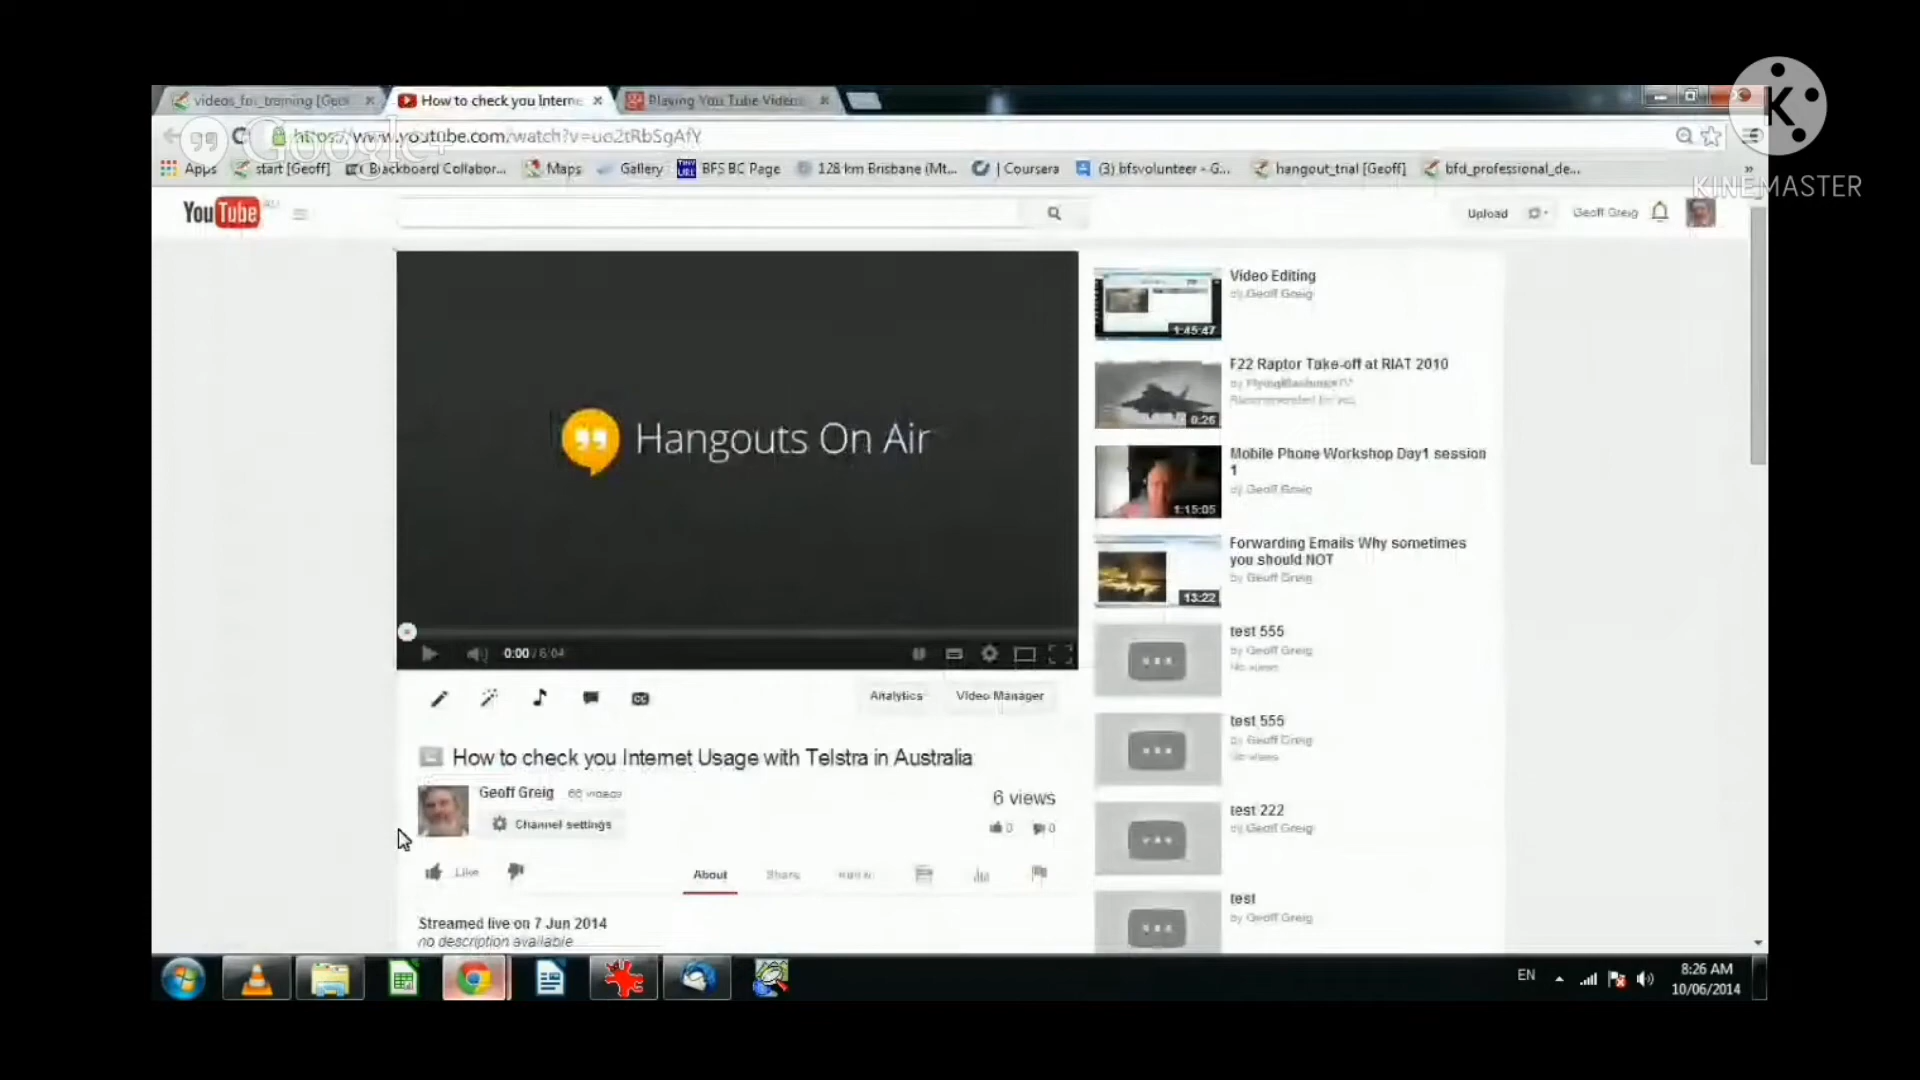 videos_for_training [Geo
How to check you Interne
Playing You Tube Videos
Google+
https://www.youtube.com/watch?v=uo2tRbSgAfY
Apps
start [Geoff]
Blackboard Collabor...
Maps
Gallery
BFS BC Page
128 km Brisbane (Mt...
| Coursera
(3) bfsvolunteer - G...
hangout_trial [Geoff]
bfd_professional_de...
»
K
KINEMASTER
YouTube
Upload
Geoff Greig
Hangouts On Air
0:00 / 6:04
Analytics
Video Manager
How to check you Internet Usage with Telstra in Australia
Geoff Greig 66 videos
Channel settings
6 views
0
0
Like
About
Share
Streamed live on 7 Jun 2014
no description available
Video Editing
by Geoff Greig
1:45:47
F22 Raptor Take-off at RIAT 2010
Recommended for you
0:26
Mobile Phone Workshop Day1 session
1
by Geoff Greig
1:15:05
Forwarding Emails Why sometimes
you should NOT
by Geoff Greig
13:22
test 555
by Geoff Greig
No views
test 555
by Geoff Greig
No views
test 222
by Geoff Greig
test
by Geoff Greig
EN
8:26 AM
10/06/2014